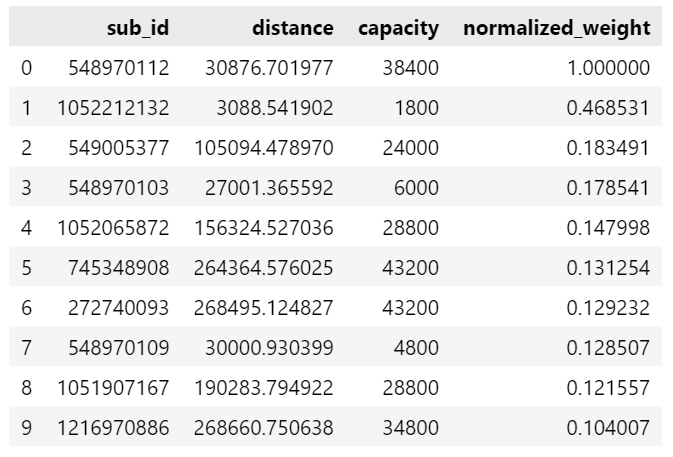 sub_id distance capacity normalized_weight
0 548970112 30876.701977 38400 1.000000
1 1052212132 3088.541902 1800 0.468531
2 549005377 105094.478970 24000 0.183491
3 548970103 27001.365592 6000 0.178541
4 1052065872 156324.527036 28800 0.147998
5 745348908 264364.576025 43200 0.131254
6 272740093 268495.124827 43200 0.129232
7 548970109 30000.930399 4800 0.128507
8 1051907167 190283.794922 28800 0.121557
9 1216970886 268660.750638 34800 0.104007